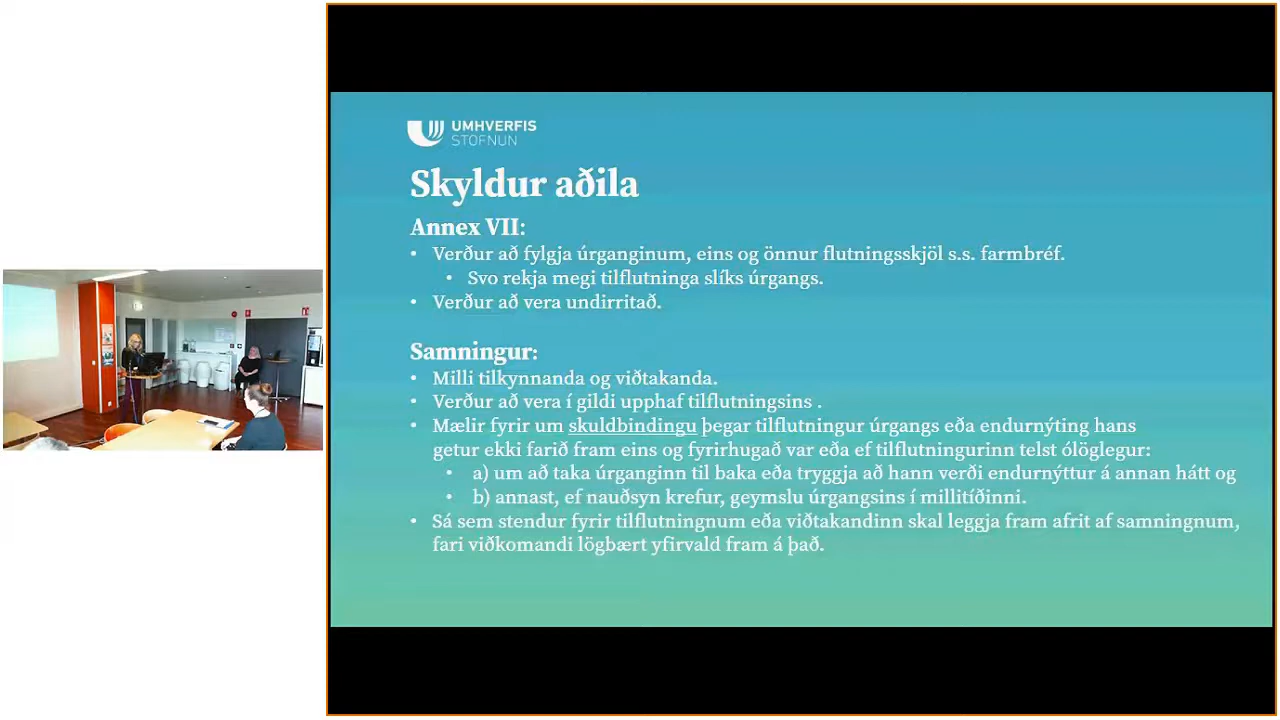 UMHVERFIS
STOFNUN
Skyldur aðila
Annex VII:
• Verður að fylgja úrganginum, eins og önnur flutningsskjöl s.s. farmbréf.
• Svo rekja megi tilflutninga slíks úrgangs.
• Verður að vera undirritað.
Samningur:
• Milli tilkynnanda og viðtakanda.
• Verður að vera í gildi upphaf tilflutningsins .
• Mælir fyrir um skuldbindingu þegar tilflutningur úrgangs eða endurnýting hans
getur ekki farið fram eins og fyrirhugað var eða ef tilflutningurinn telst ólöglegur:
• a) um að taka úrganginn til baka eða tryggja að hann verði endurnýttur á annan hátt og
• b) annast, ef nauðsyn krefur, geymslu úrgangsins í millitíðinni.
• Sá sem stendur fyrir tilflutningnum eða viðtakandinn skal leggja fram afrit af samningnum,
fari viðkomandi lögbært yfirvald fram á það.